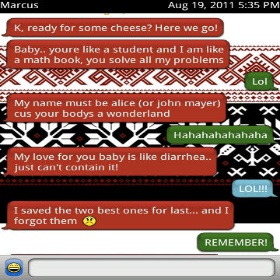 Marcus Aug 19, 2011 5:35 PM
K, ready for some cheese? Here we go!
Baby.. youre like a student and I am like
a math book, you solve all my problems
Lol
My name must be alice (or john mayer)
cus your bodys a wonderland
Hahahahahahaha
My love for you baby is like diarrhea..
just can't contain it!
LOL!!!
I saved the two best ones for last... and I
forgot them
REMEMBER!